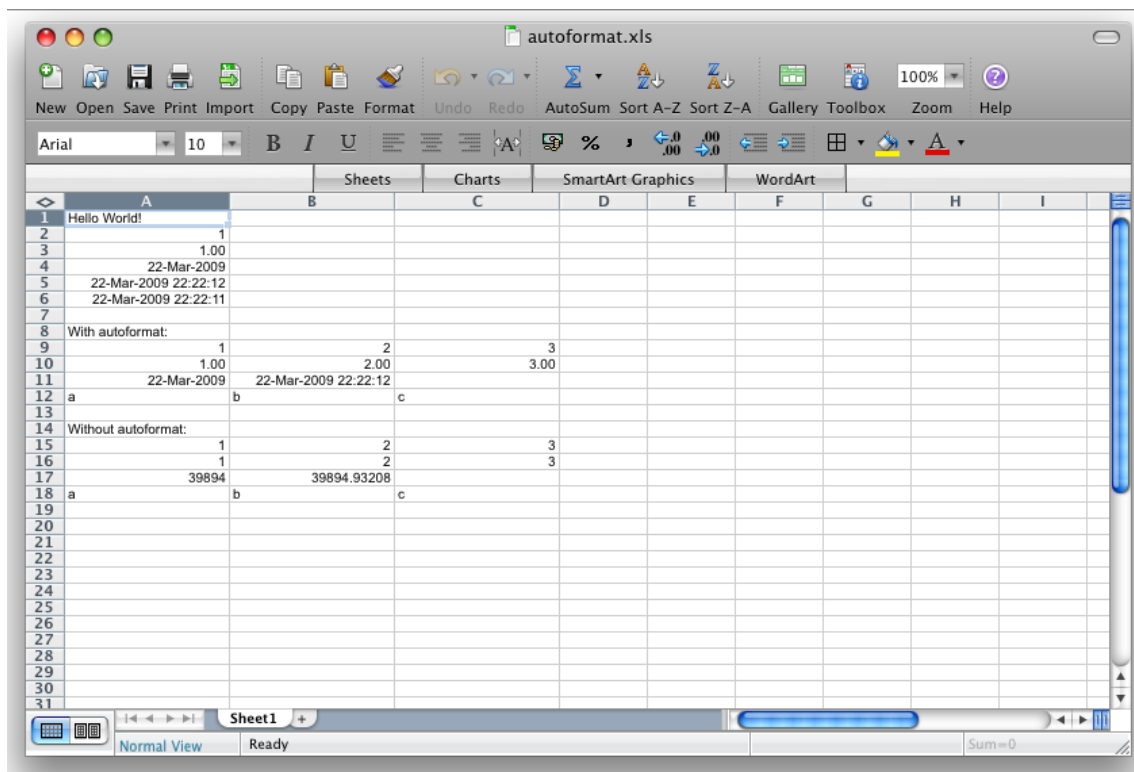 autoformat.xls
New Open Save Print Import Copy Paste Format Undo Redo AutoSum Sort A-Z Sort Z-A Gallery Toolbox 100% Zoom Help
Arial 10 B I U A % , .0 .00 .00 .0 A
Sheets Charts SmartArt Graphics WordArt
A B C D E F G H I
1 Hello World!
2 1
3 1.00
4 22-Mar-2009
5 22-Mar-2009 22:22:12
6 22-Mar-2009 22:22:11
7
8 With autoformat:
9 1 2 3
10 1.00 2.00 3.00
11 22-Mar-2009 22-Mar-2009 22:22:12
12 a b c
13
14 Without autoformat:
15 1 2 3
16 1 2 3
17 39894 39894.93208
18 a b c
19
20
21
22
23
24
25
26
27
28
29
30
31
Sheet1 +
Normal View Ready Sum=0